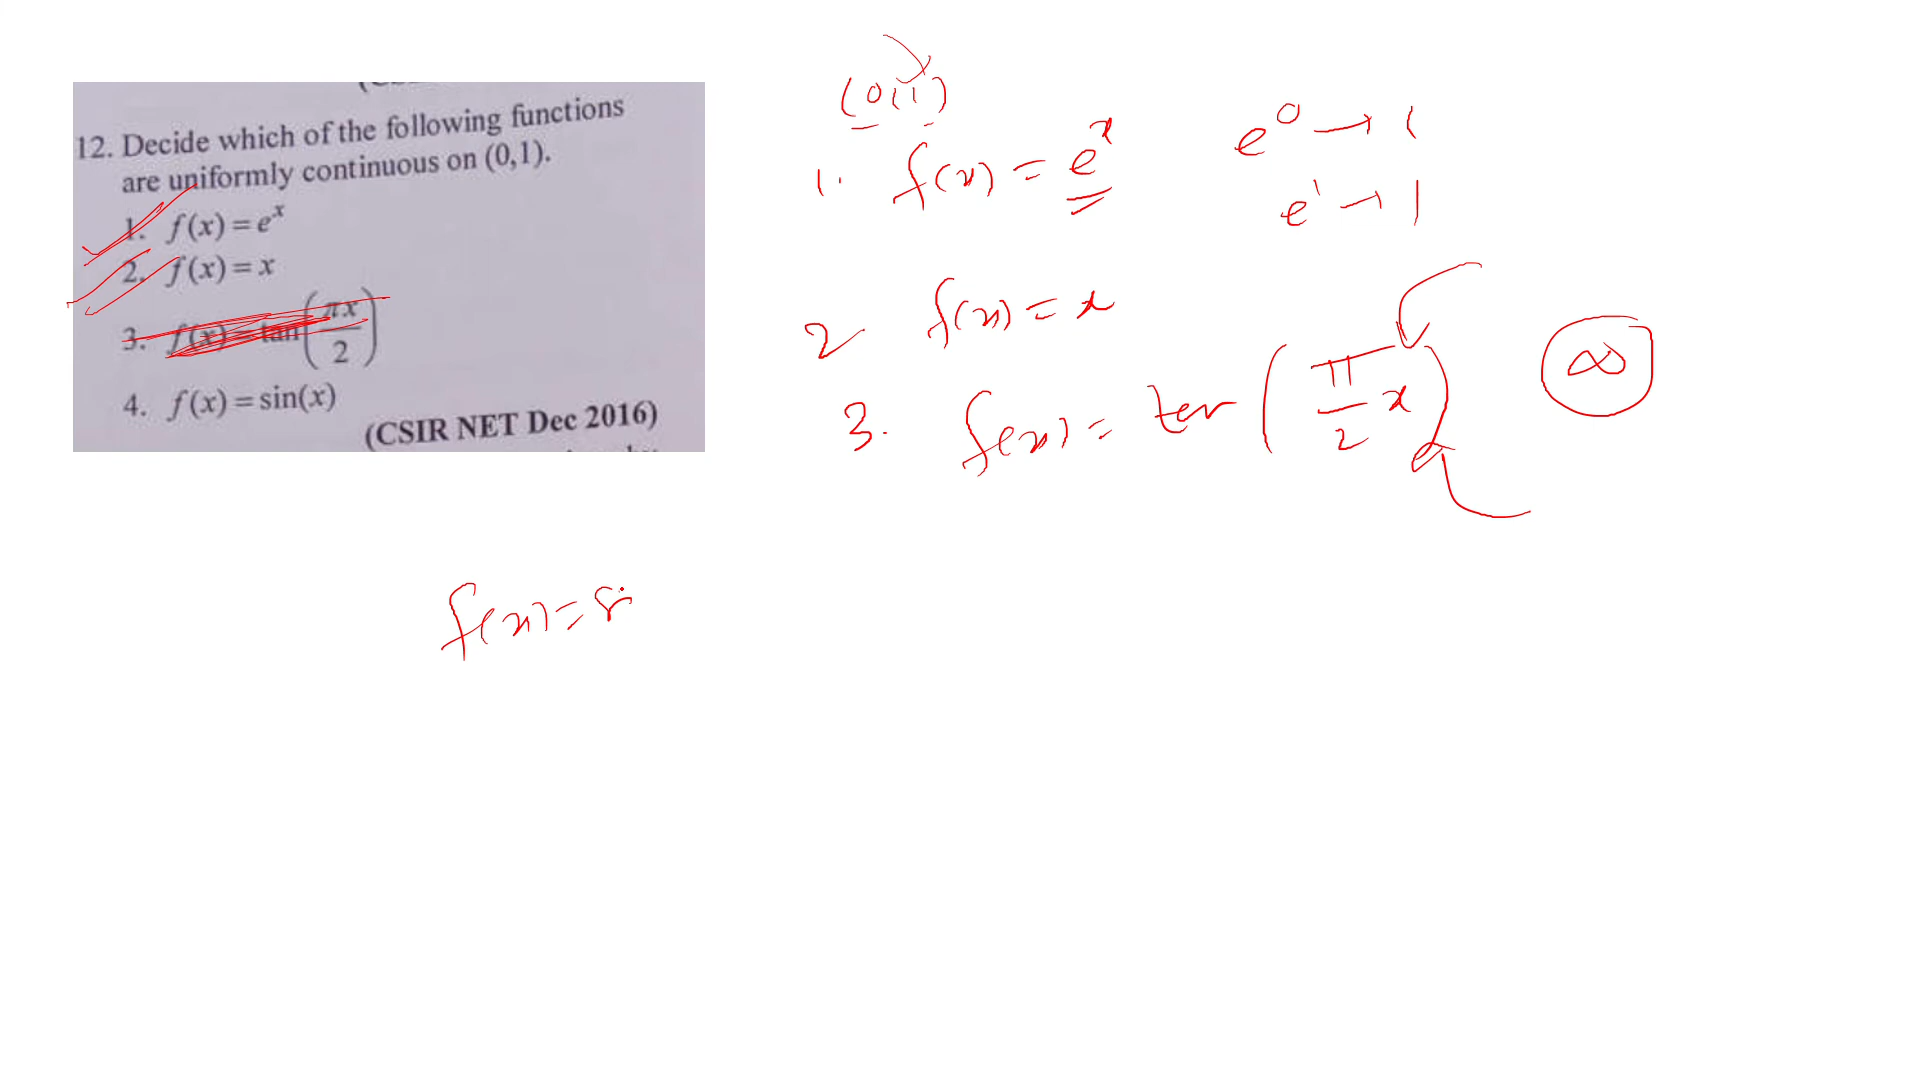 12. Decide which of the following functions
are uniformly continuous on (0,1).
1. f(x) = e^x
2. f(x) = x
3. f(x) = tan(πx/2)
4. f(x) = sin(x)
(CSIR NET Dec 2016)
(0,1)
1. f(x) = e^x
e^0 → 1
e^1 → 1
2 f(x) = x
3. f(x) = tan(π/2 x)
∞
f(x) = si